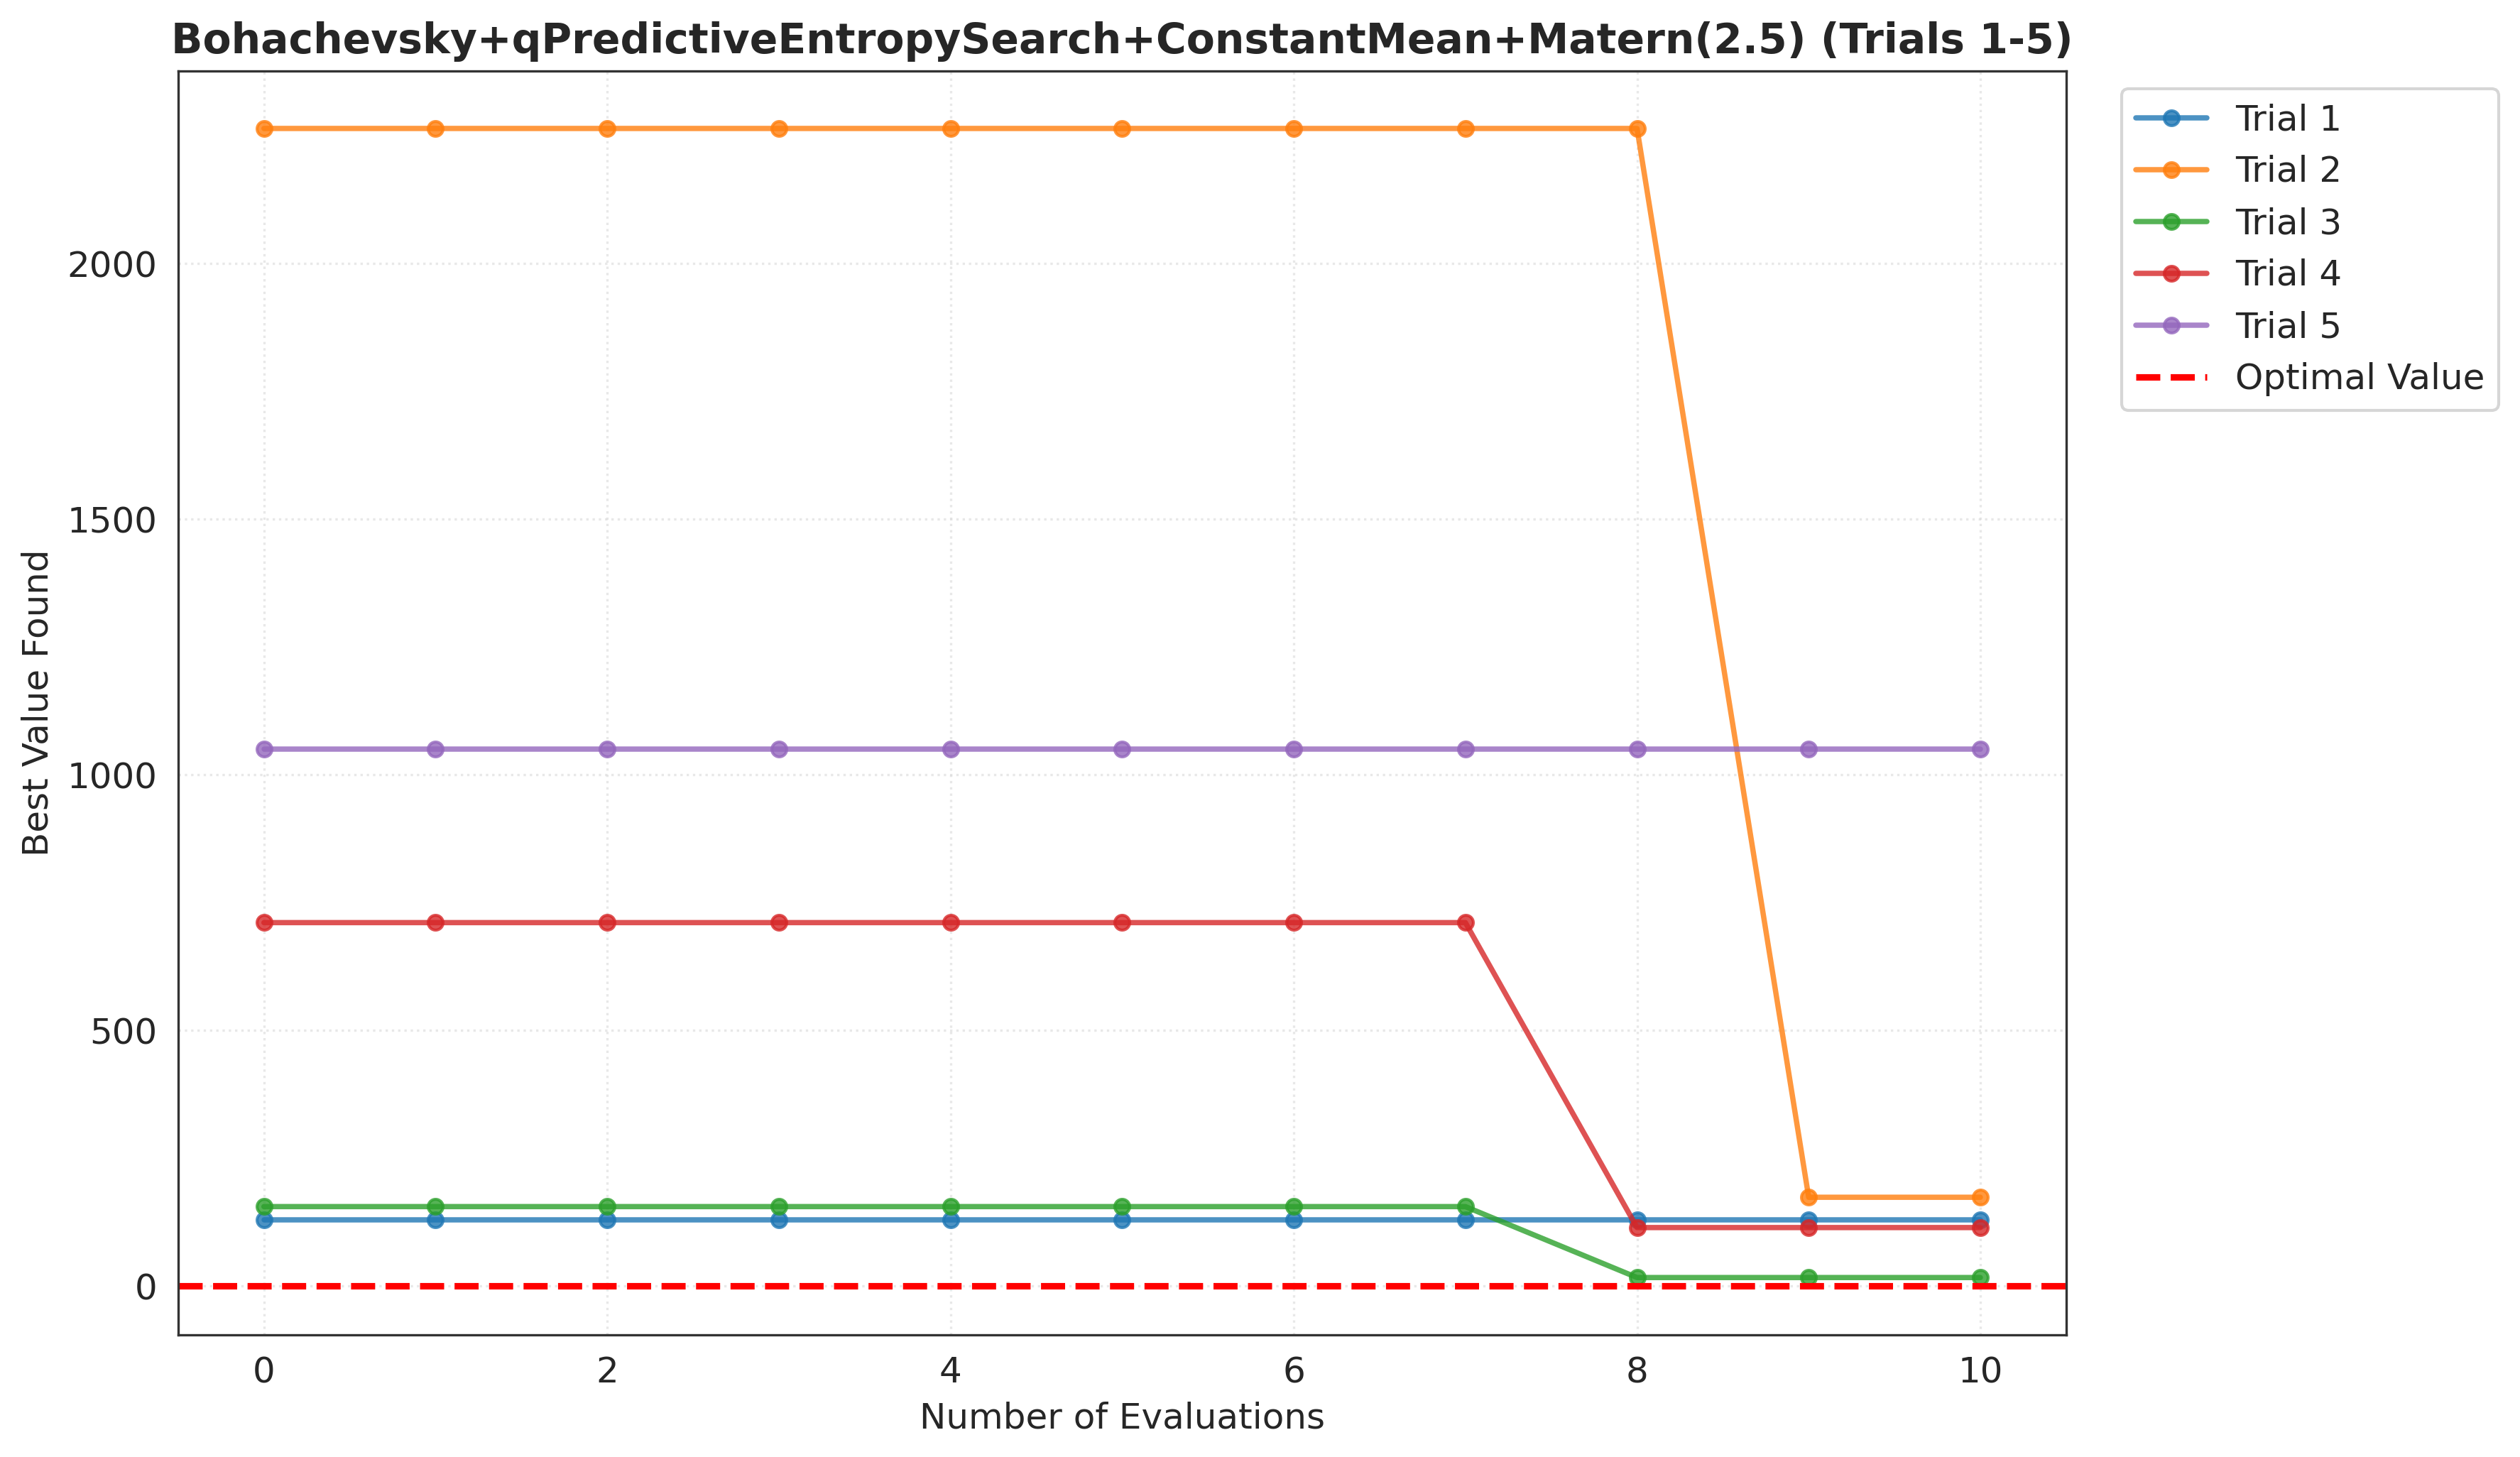 Bohachevsky+qPredictiveEntropySearch+ConstantMean+Matern(2.5) (Trials 1-5)
Trial 1
Trial 2
Trial 3
Trial 4
Trial 5
Optimal Value
Best Value Found
2000
1500
1000
500
0
0 2 4 6 8 10
Number of Evaluations